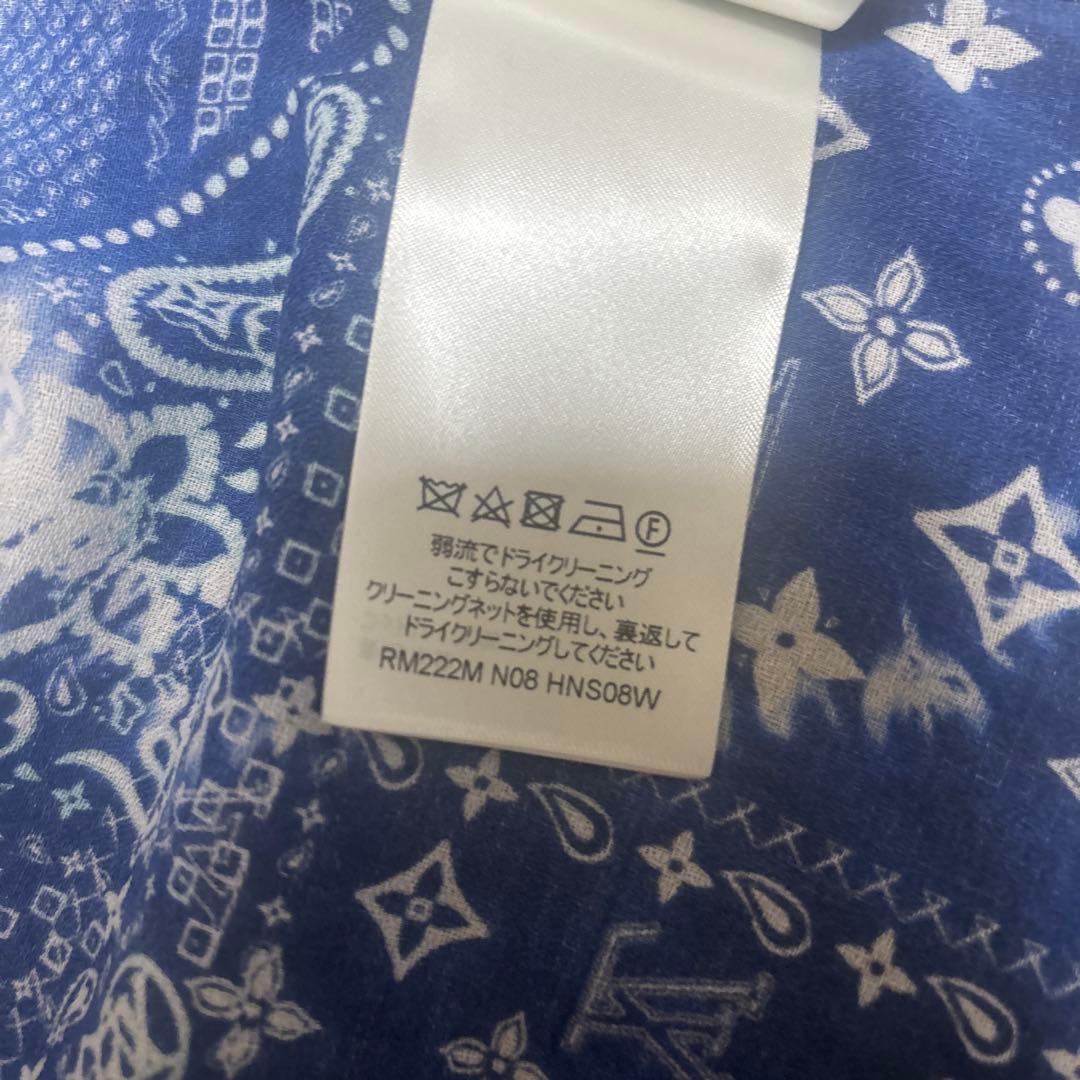 F
弱流でドライクリーニング
こすらないでください
クリーニングネットを使用し、裏返して
ドライクリーニングしてください
RM222M N08 HNS08W
LV